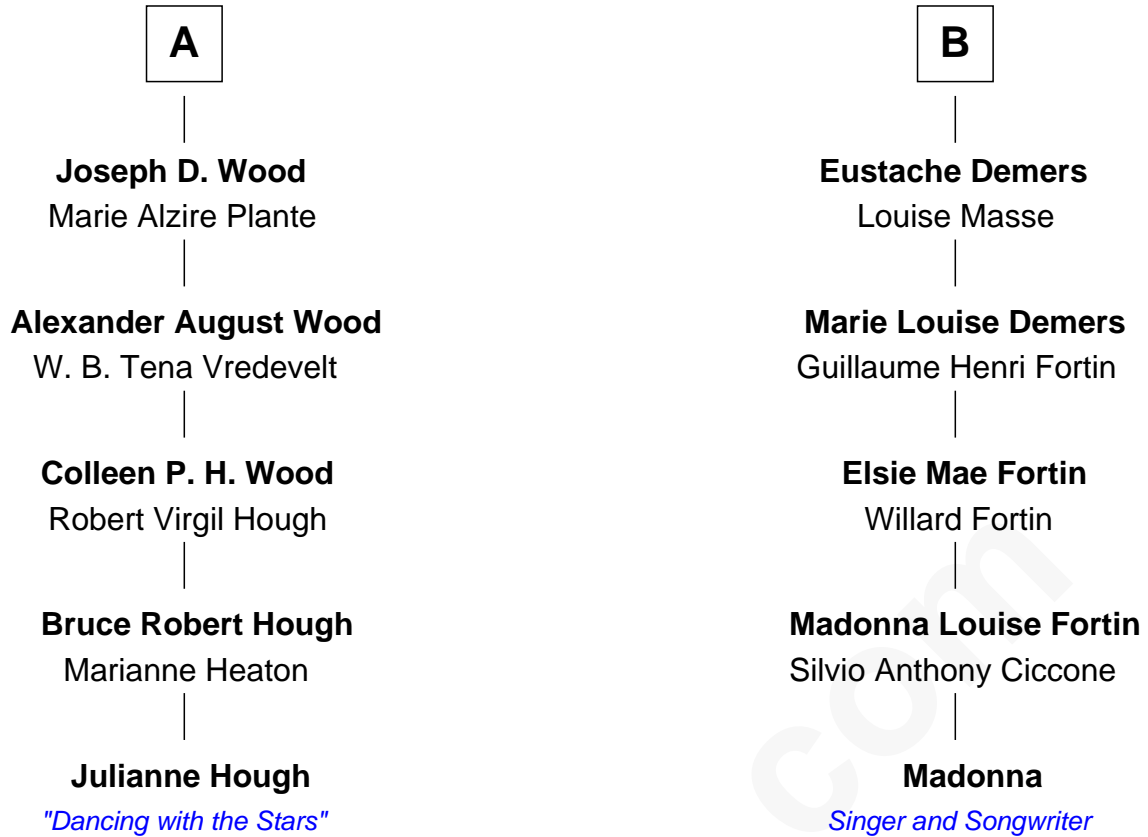 A
Joseph D. Wood
Marie Alzire Plante
Alexander August Wood
W. B. Tena Vredevelt
Colleen P. H. Wood
Robert Virgil Hough
Bruce Robert Hough
Marianne Heaton
Julianne Hough
"Dancing with the Stars"
B
Eustache Demers
Louise Masse
Marie Louise Demers
Guillaume Henri Fortin
Elsie Mae Fortin
Willard Fortin
Madonna Louise Fortin
Silvio Anthony Ciccone
Madonna
Singer and Songwriter
com